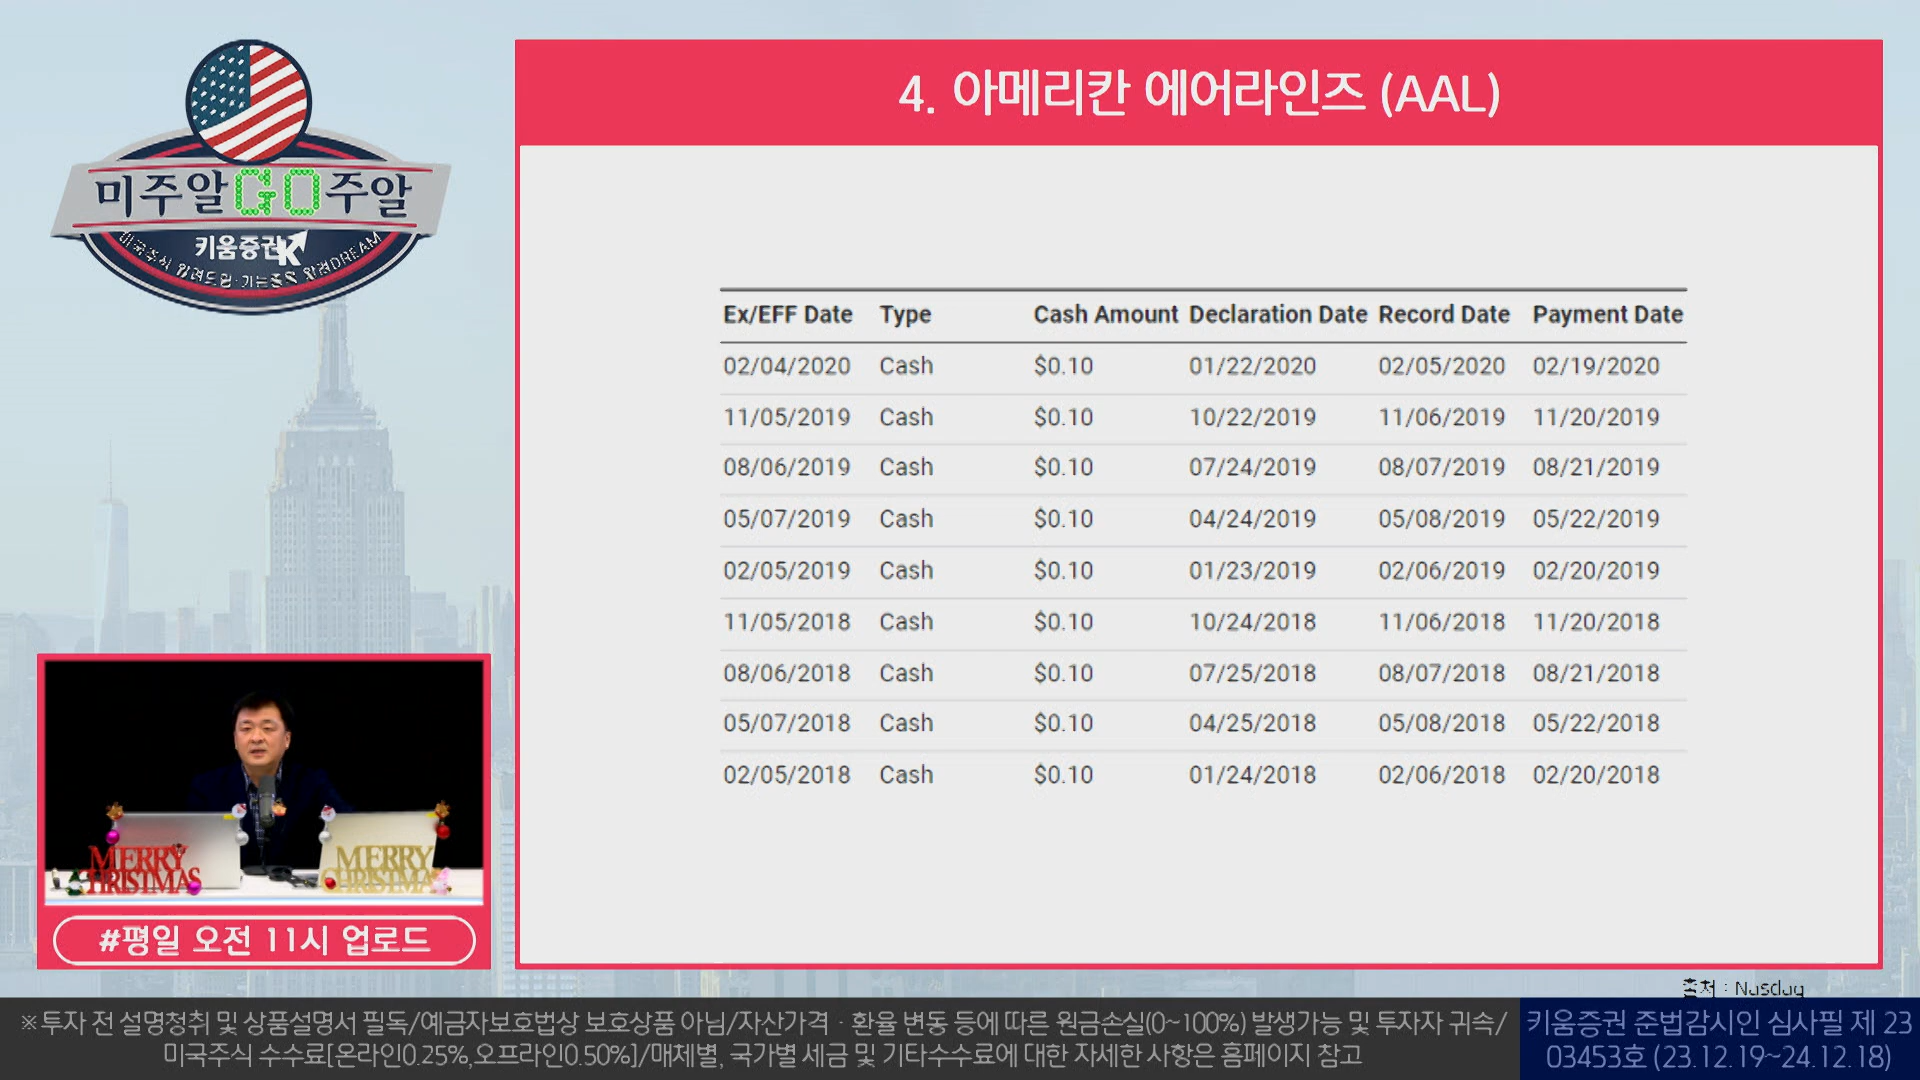 미주알GO주알
키움증권
4. 아메리칸 에어라인즈 (AAL)
Ex/EFF Date Type Cash Amount Declaration Date Record Date Payment Date
02/04/2020 Cash $0.10 01/22/2020 02/05/2020 02/19/2020
11/05/2019 Cash $0.10 10/22/2019 11/06/2019 11/20/2019
08/06/2019 Cash $0.10 07/24/2019 08/07/2019 08/21/2019
05/07/2019 Cash $0.10 04/24/2019 05/08/2019 05/22/2019
02/05/2019 Cash $0.10 01/23/2019 02/06/2019 02/20/2019
11/05/2018 Cash $0.10 10/24/2018 11/06/2018 11/20/2018
08/06/2018 Cash $0.10 07/25/2018 08/07/2018 08/21/2018
05/07/2018 Cash $0.10 04/25/2018 05/08/2018 05/22/2018
02/05/2018 Cash $0.10 01/24/2018 02/06/2018 02/20/2018
MERRY
CHRISTMAS
MERRY
CHRISTMA
#평일 오전 11시 업로드
출처 : Nasdaq
※투자 전 설명청취 및 상품설명서 필독/예금자보호법상 보호상품 아님/자산가격ㆍ환율 변동 등에 따른 원금손실(0~100%) 발생가능 및 투자자 귀속/
미국주식 수수료[온라인0.25%,오프라인0.50%]/매체별, 국가별 세금 및 기타수수료에 대한 자세한 사항은 홈페이지 참고
키움증권 준법감시인 심사필 제 23
03453호 (23.12.19~24.12.18)